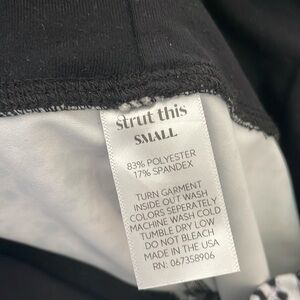 strut this
SMALL
83% POLYESTER
17% SPANDEX
TURN GARMENT
INSIDE OUT WASH
COLORS SEPERATELY
MACHINE WASH COLD
TUMBLE DRY LOW
DO NOT BLEACH
MADE IN THE USA
RN: 067358906